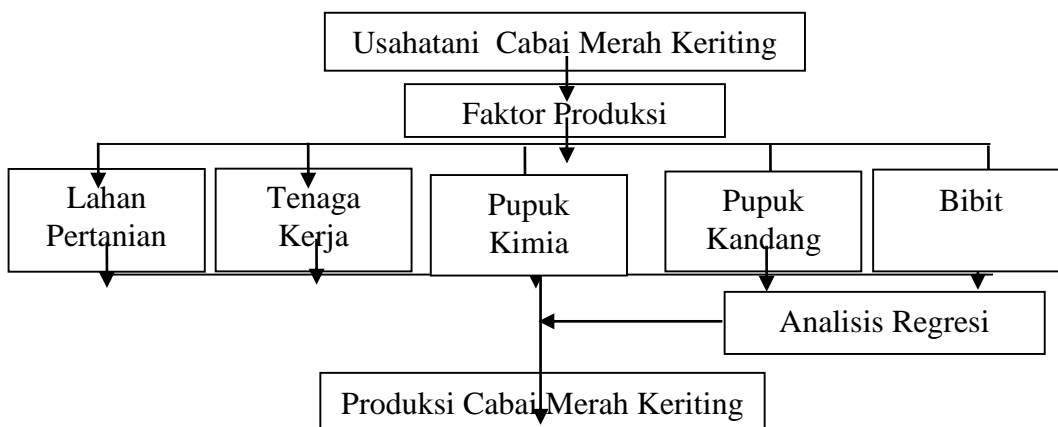 Usahatani  Cabai Merah Keriting
Faktor Produksi
Lahan
Pertanian
Tenaga
Kerja
Pupuk
Kimia
Pupuk
Kandang
Bibit
Analisis Regresi
Produksi Cabai Merah Keriting